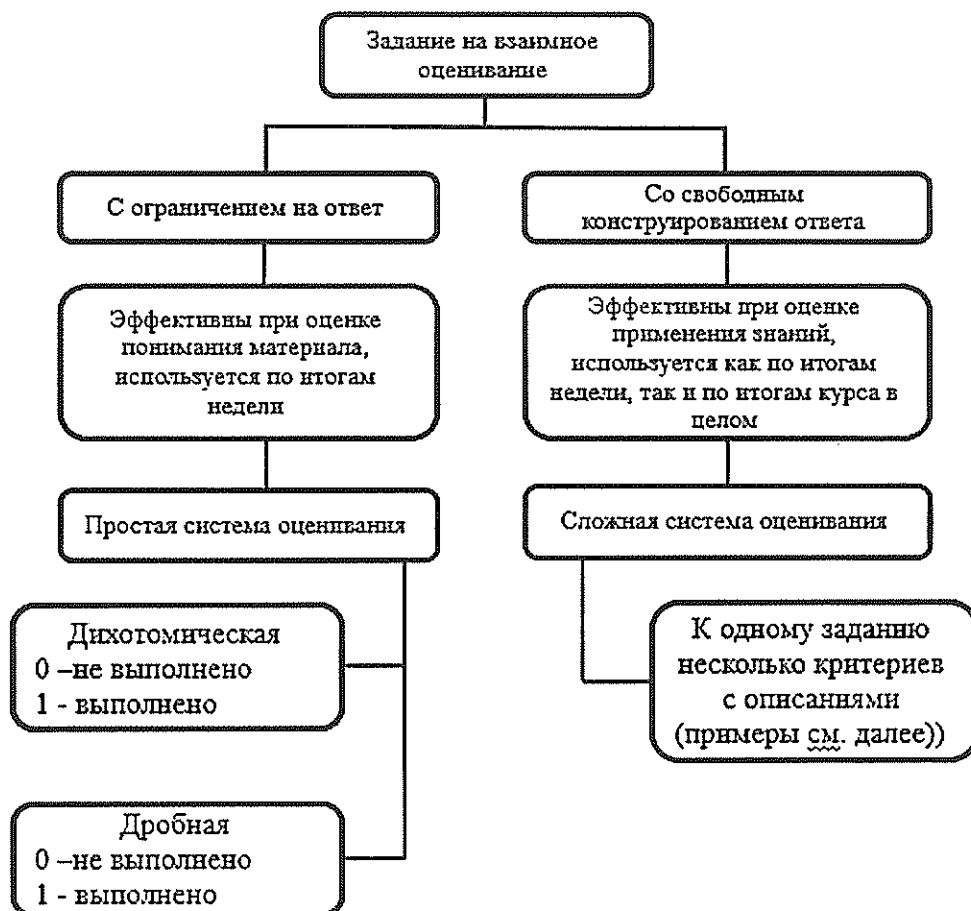 Задание на взаимное
оценивание
С ограничением на ответ
Со свободным
конструированием ответа
Эффективны при оценке
понимания материала,
используется по итогам
недели
Эффективны при оценке
применения знаний,
используется как по итогам
недели, так и по итогам курса в
целом
Простая система оценивания
Сложная система оценивания
Дихотомическая
0 –не выполнено
1 - выполнено
К одному заданию
несколько критериев
с описаниями
(примеры см. далее))
Дробная
0 –не выполнено
1 - выполнено